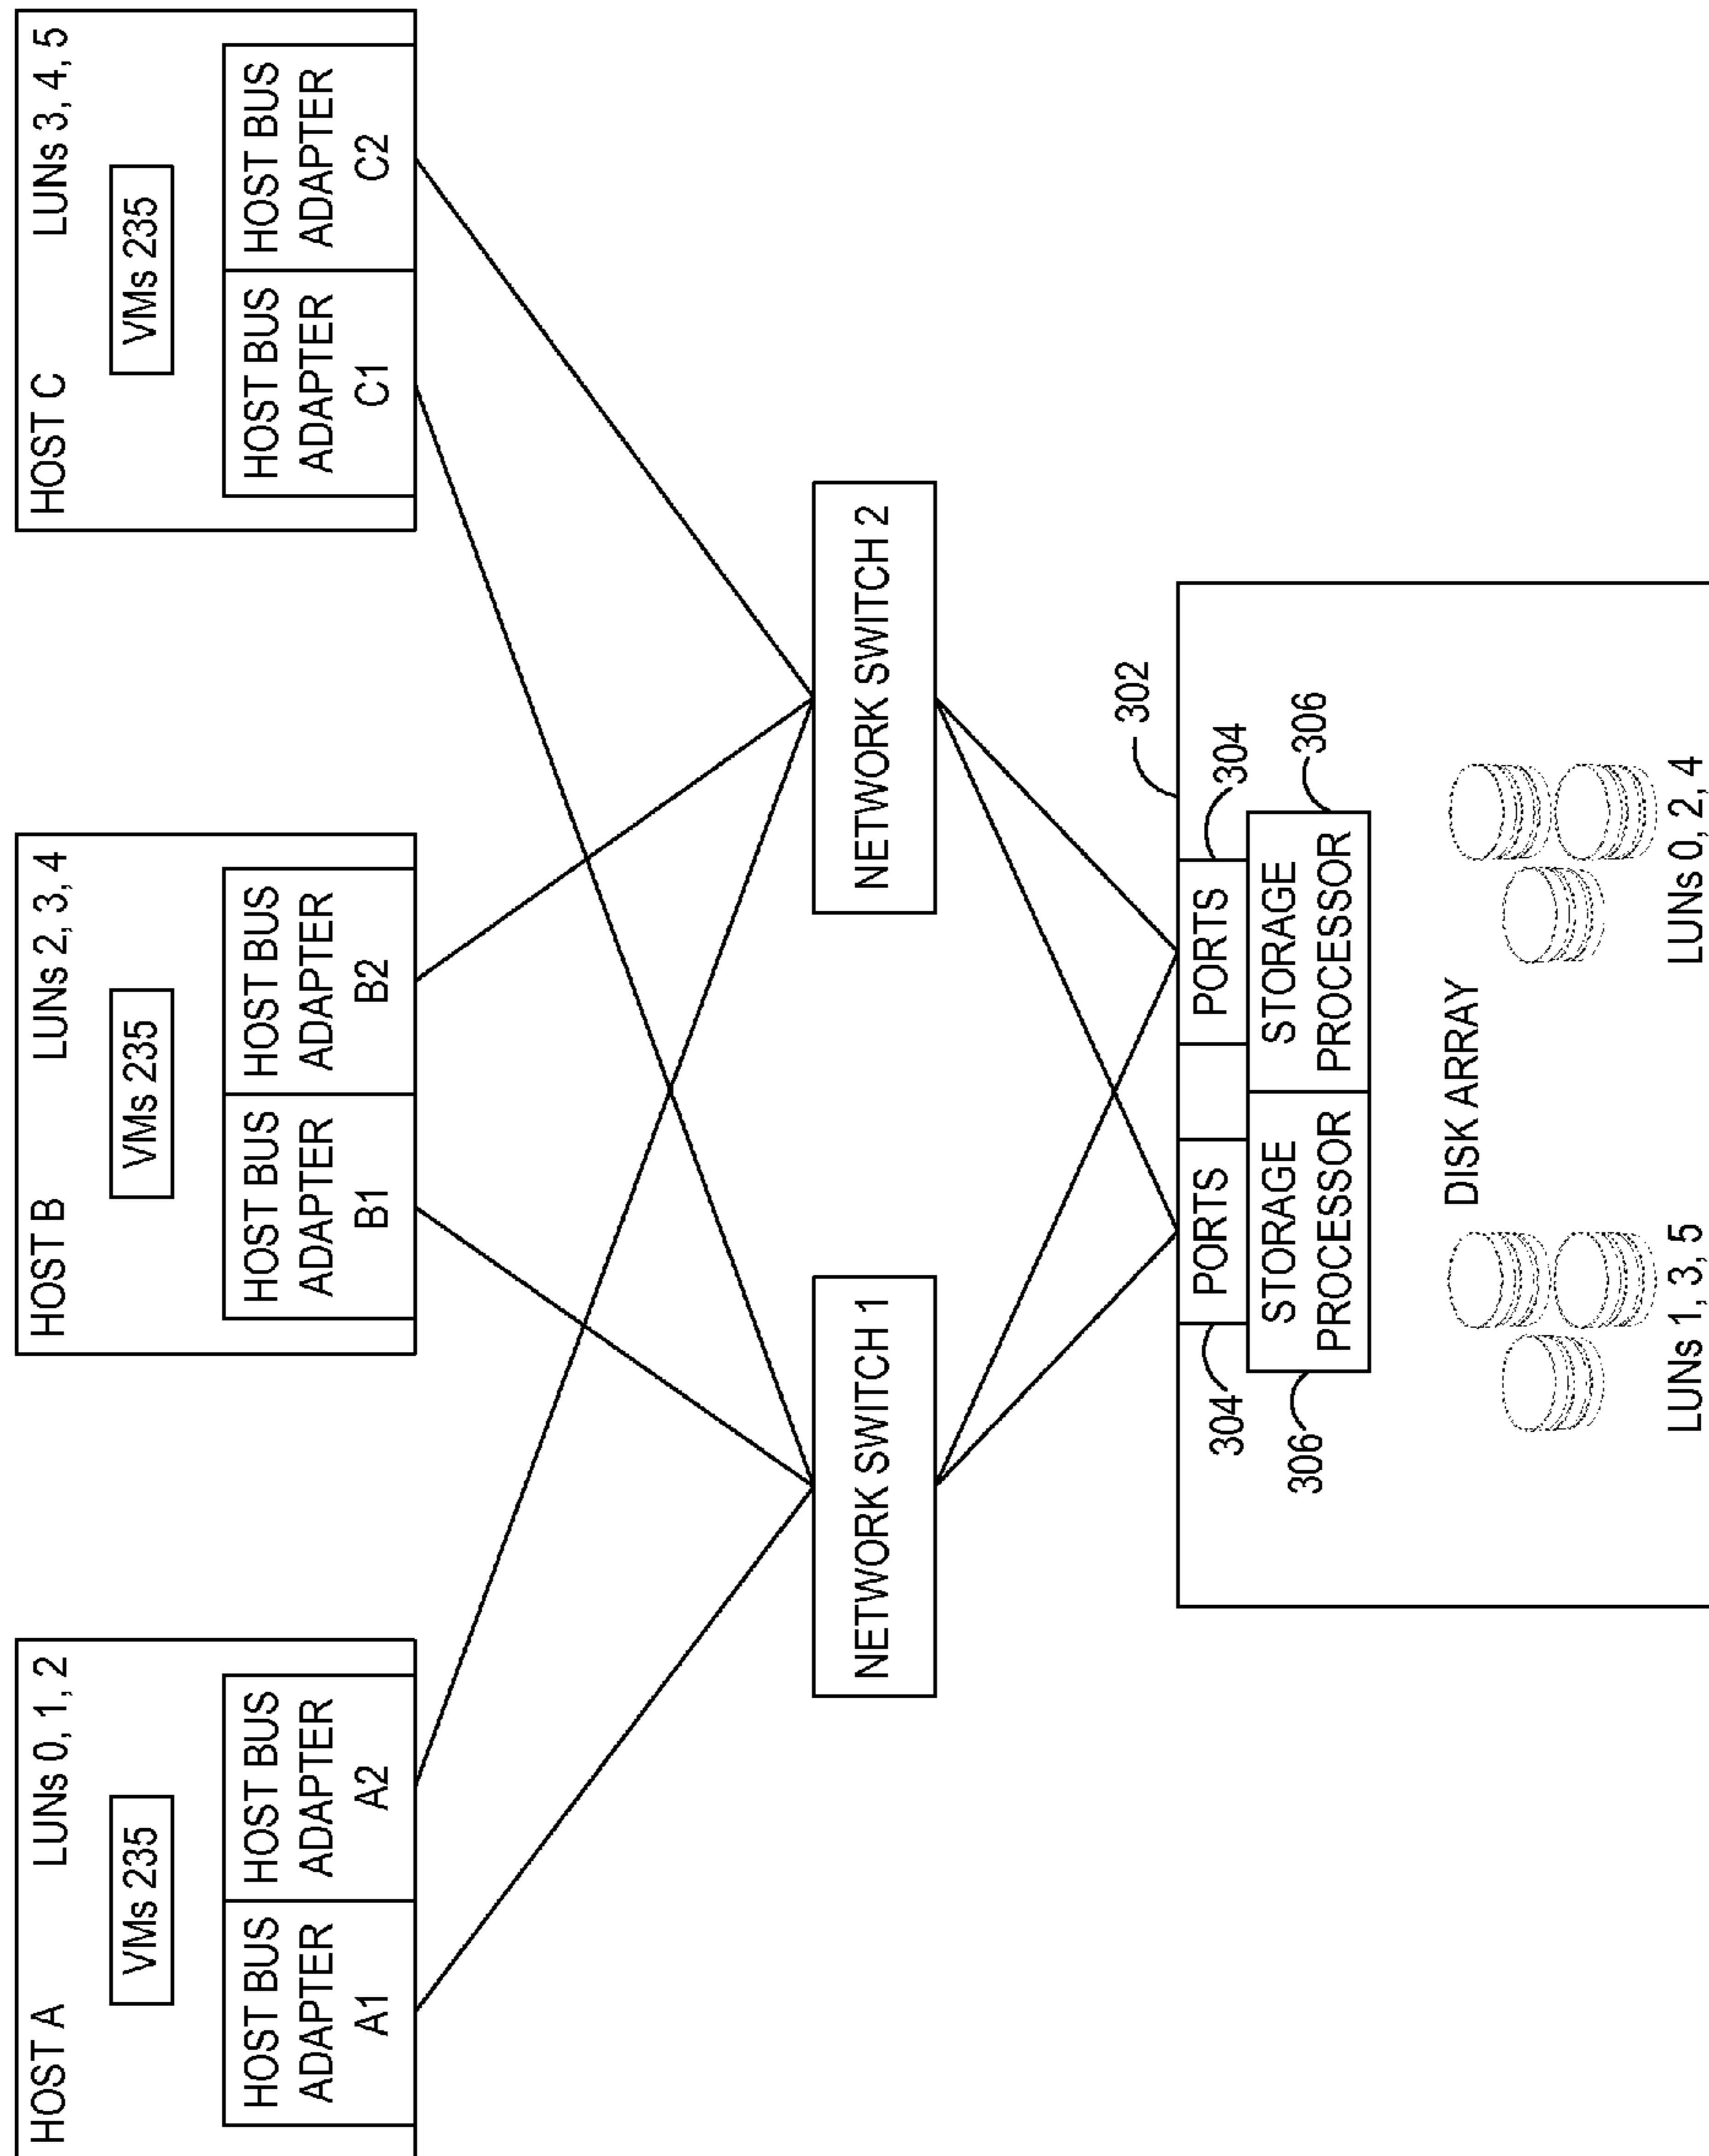 HOST A
LUNs 0, 1, 2
VMs 235
HOST BUS
ADAPTER
A1
HOST BUS
ADAPTER
A2
HOST B
LUNs 2, 3, 4
VMs 235
HOST BUS
ADAPTER
B1
HOST BUS
ADAPTER
B2
HOST C
LUNs 3, 4, 5
VMs 235
HOST BUS
ADAPTER
C1
HOST BUS
ADAPTER
C2
NETWORK SWITCH 1
NETWORK SWITCH 2
302
304
PORTS
PORTS
304
306
STORAGE
PROCESSOR
STORAGE
PROCESSOR
306
DISK ARRAY
LUNs 1, 3, 5
LUNs 0, 2, 4